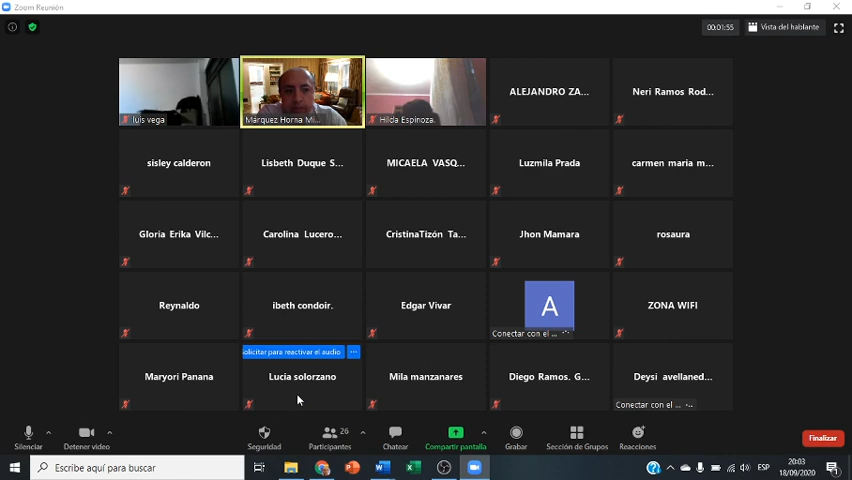 Zoom Reunión
00:01:55
Vista del hablante
luis vega
Márquez Horna Mi...
Hilda Espinoza.
ALEJANDRO ZA...
Neri Ramos Rod...
sisley calderon
Lisbeth Duque S...
MICAELA VASQ...
Luzmila Prada
carmen maria m...
Gloria Erika Vilc...
Carolina Lucero...
CristinaTizón Ta...
Jhon Mamara
rosaura
Reynaldo
ibeth condoir.
Edgar Vivar
A
Conectar con el ...
ZONA WIFI
Maryori Panana
olicitar para reactivar el audio
...
Lucia solorzano
Mila manzanares
Diego Ramos. G...
Deysi avellaned...
Conectar con el ...
Silenciar
Detener video
Seguridad
Participantes
26
Chatear
Compartir pantalla
Grabar
Sección de Grupos
Reacciones
Finalizar
Escribe aquí para buscar
ESP
20:03
18/09/2020